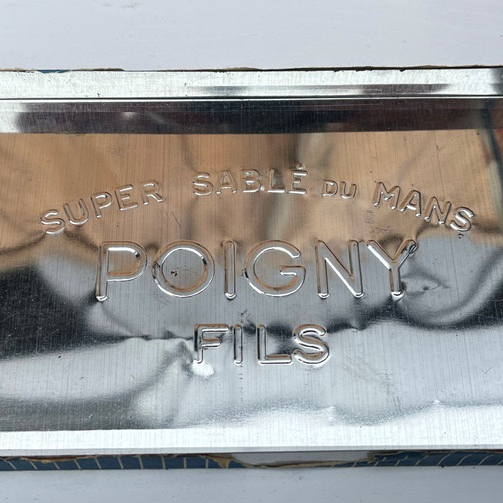 SUPER SABLÉ DU MANS
POIGNY
FILS